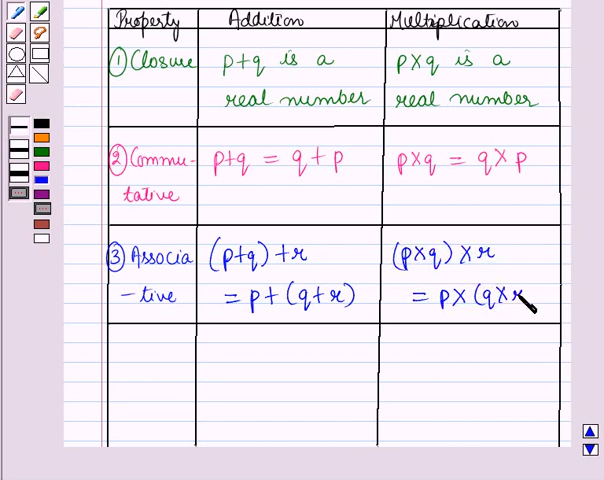 Property Addition Multiplication
① Closure p+q is a real number p×q is a real number
② Commu-tative p+q = q+p p×q = q×p
③ Associa-tive (p+q)+r = p+(q+r) (p×q)×r = p×(q×r